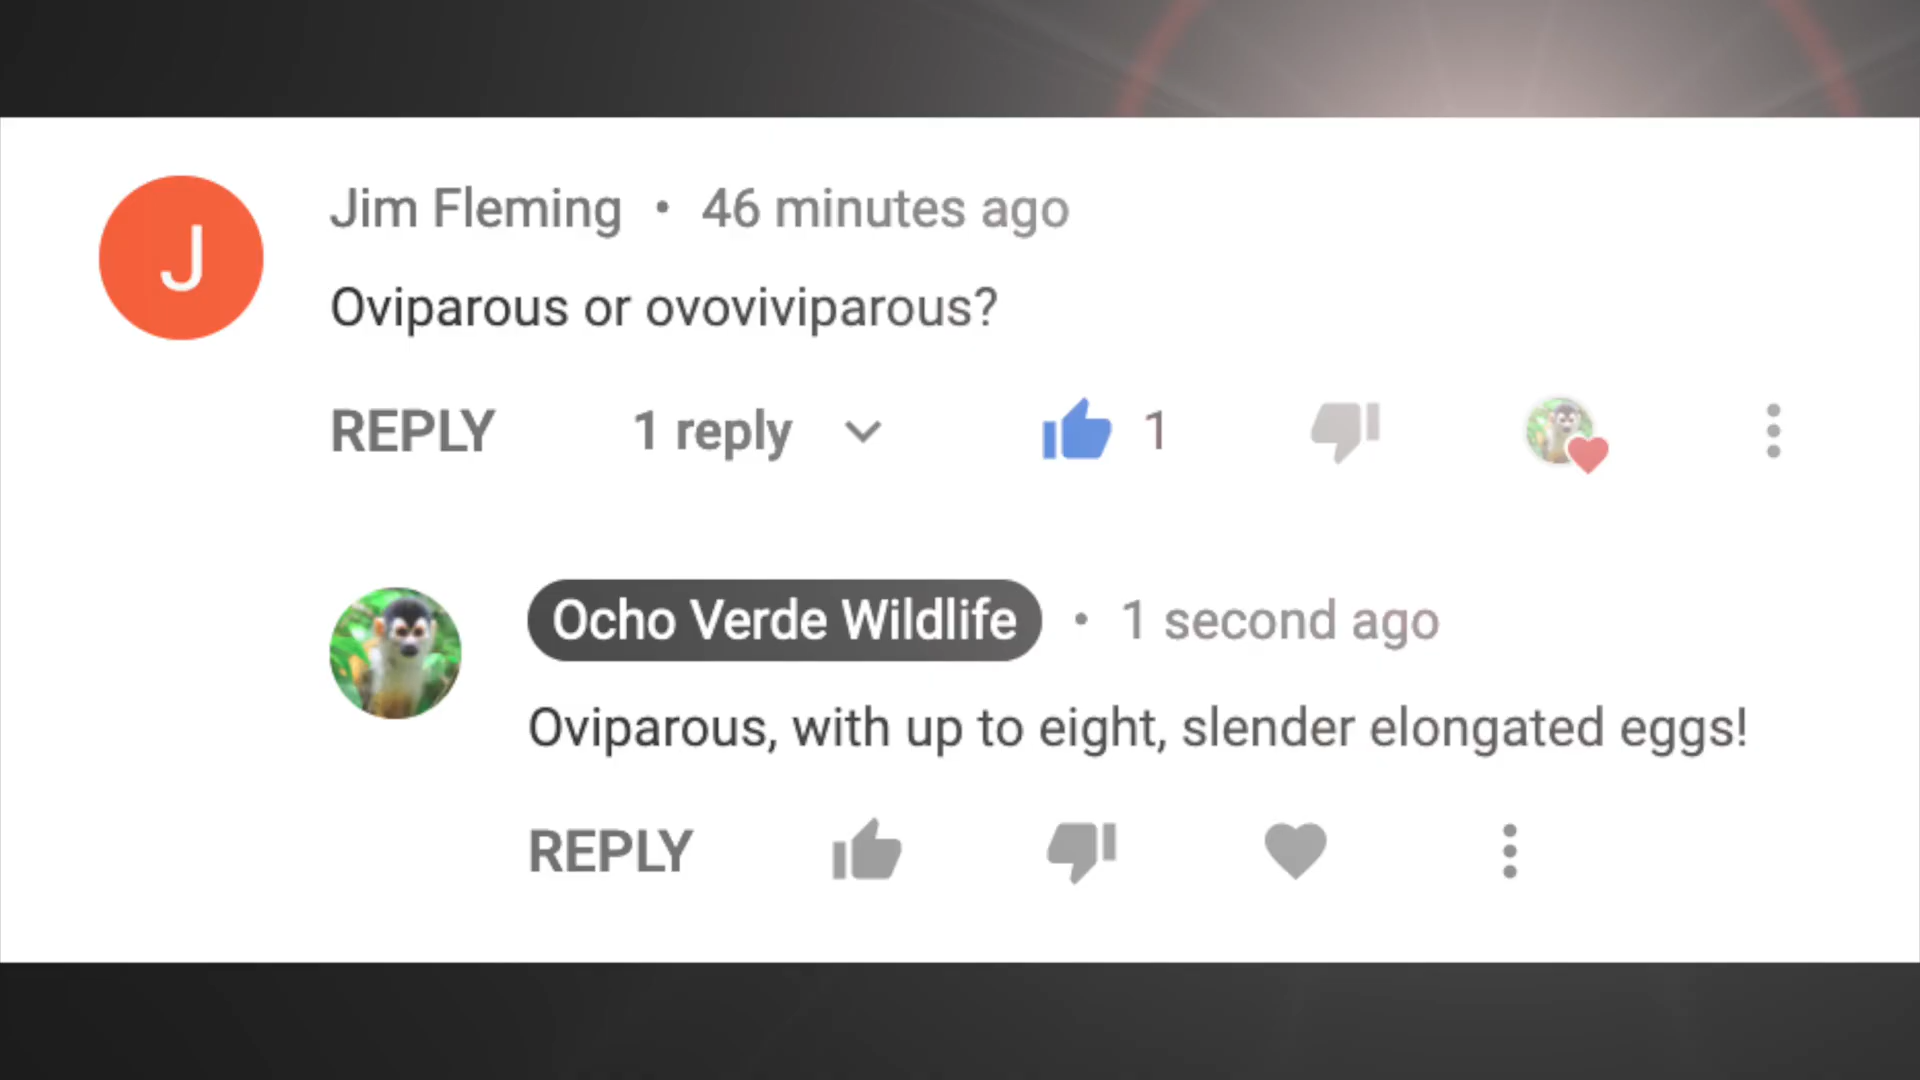 J
Jim Fleming • 46 minutes ago
Oviparous or ovoviviparous?
REPLY 1 reply 1
Ocho Verde Wildlife • 1 second ago
Oviparous, with up to eight, slender elongated eggs!
REPLY